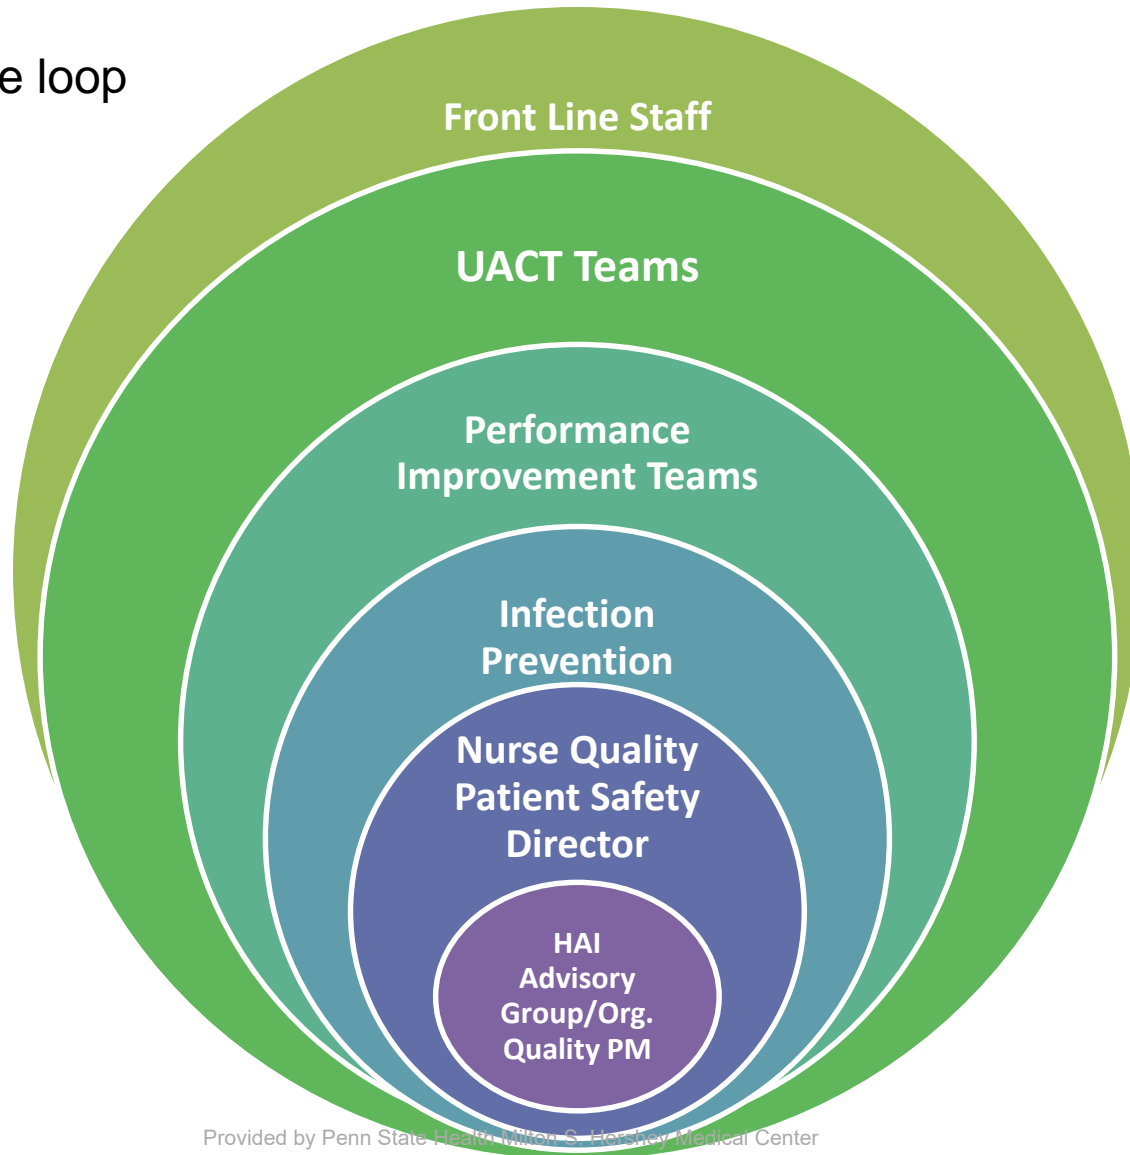 e loop
Front Line Staff
UACT Teams
Performance
Improvement Teams
Infection
Prevention
Nurse Quality
Patient Safety
Director
HAI
Advisory
Group/Org.
Quality PM
Provided by Penn State Health Milton S. Hershey Medical Center